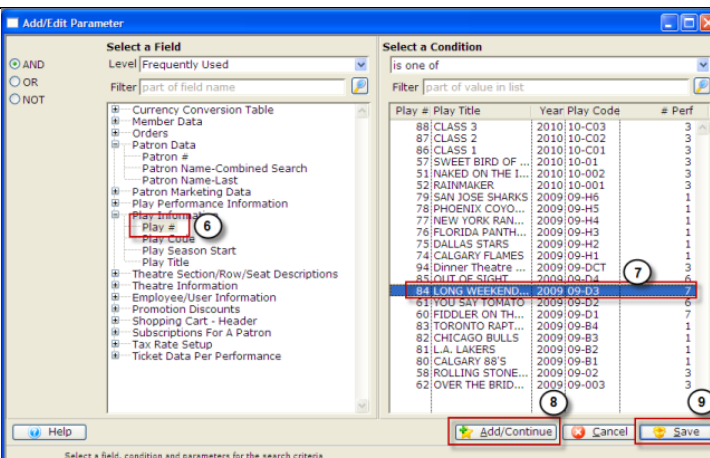 Add/Edit Parameter
Select a Field
Select a Condition
AND
OR
NOT
Level Frequently Used
is one of
Filter part of field name
Filter part of value in list
Currency Conversion Table
Member Data
Orders
Patron Data
Patron #
Patron Name-Combined Search
Patron Name-Last
Patron Marketing Data
Play Performance Information
Play Information
Play #
6
Play Code
Play Season Start
Play Title
Theatre Section/Row/Seat Descriptions
Theatre Information
Employee/User Information
Promotion Discounts
Shopping Cart - Header
Subscriptions For A Patron
Tax Rate Setup
Ticket Data Per Performance
Play # Play Title Year Play Code # Perf
88 CLASS 3 2010 10-C03 3
87 CLASS 2 2010 10-C02 3
86 CLASS 1 2010 10-C01 3
57 SWEET BIRD OF ... 2010 10-01 3
51 NAKED ON THE I... 2010 10-002 3
52 RAINMAKER 2010 10-001 3
79 SAN JOSE SHARKS 2009 09-H6 1
78 PHOENIX COYO... 2009 09-H5 1
77 NEW YORK RAN... 2009 09-H4 1
76 FLORIDA PANTH... 2009 09-H3 1
75 DALLAS STARS 2009 09-H2 1
74 CALGARY FLAMES 2009 09-H1 1
94 Dinner Theatre ... 2009 09-DCT 3
7
85 OUT OF SIGHT 2009 09-D4 6
84 LONG WEEKEND... 2009 09-D3 7
61 YOU SAY TOMATO 2009 09-D2 6
60 FIDDLER ON TH... 2009 09-D1 7
83 TORONTO RAPT... 2009 09-B4 1
82 CHICAGO BULLS 2009 09-B3 1
81 L.A. LAKERS 2009 09-B2 1
80 CALGARY 88'S 2009 09-B1 1
58 ROLLING STONE... 2009 09-02 3
62 OVER THE BRID... 2009 09-003 3
8
9
Help
Add/Continue
Cancel
Save
Select a field, condition and parameters for the search criteria